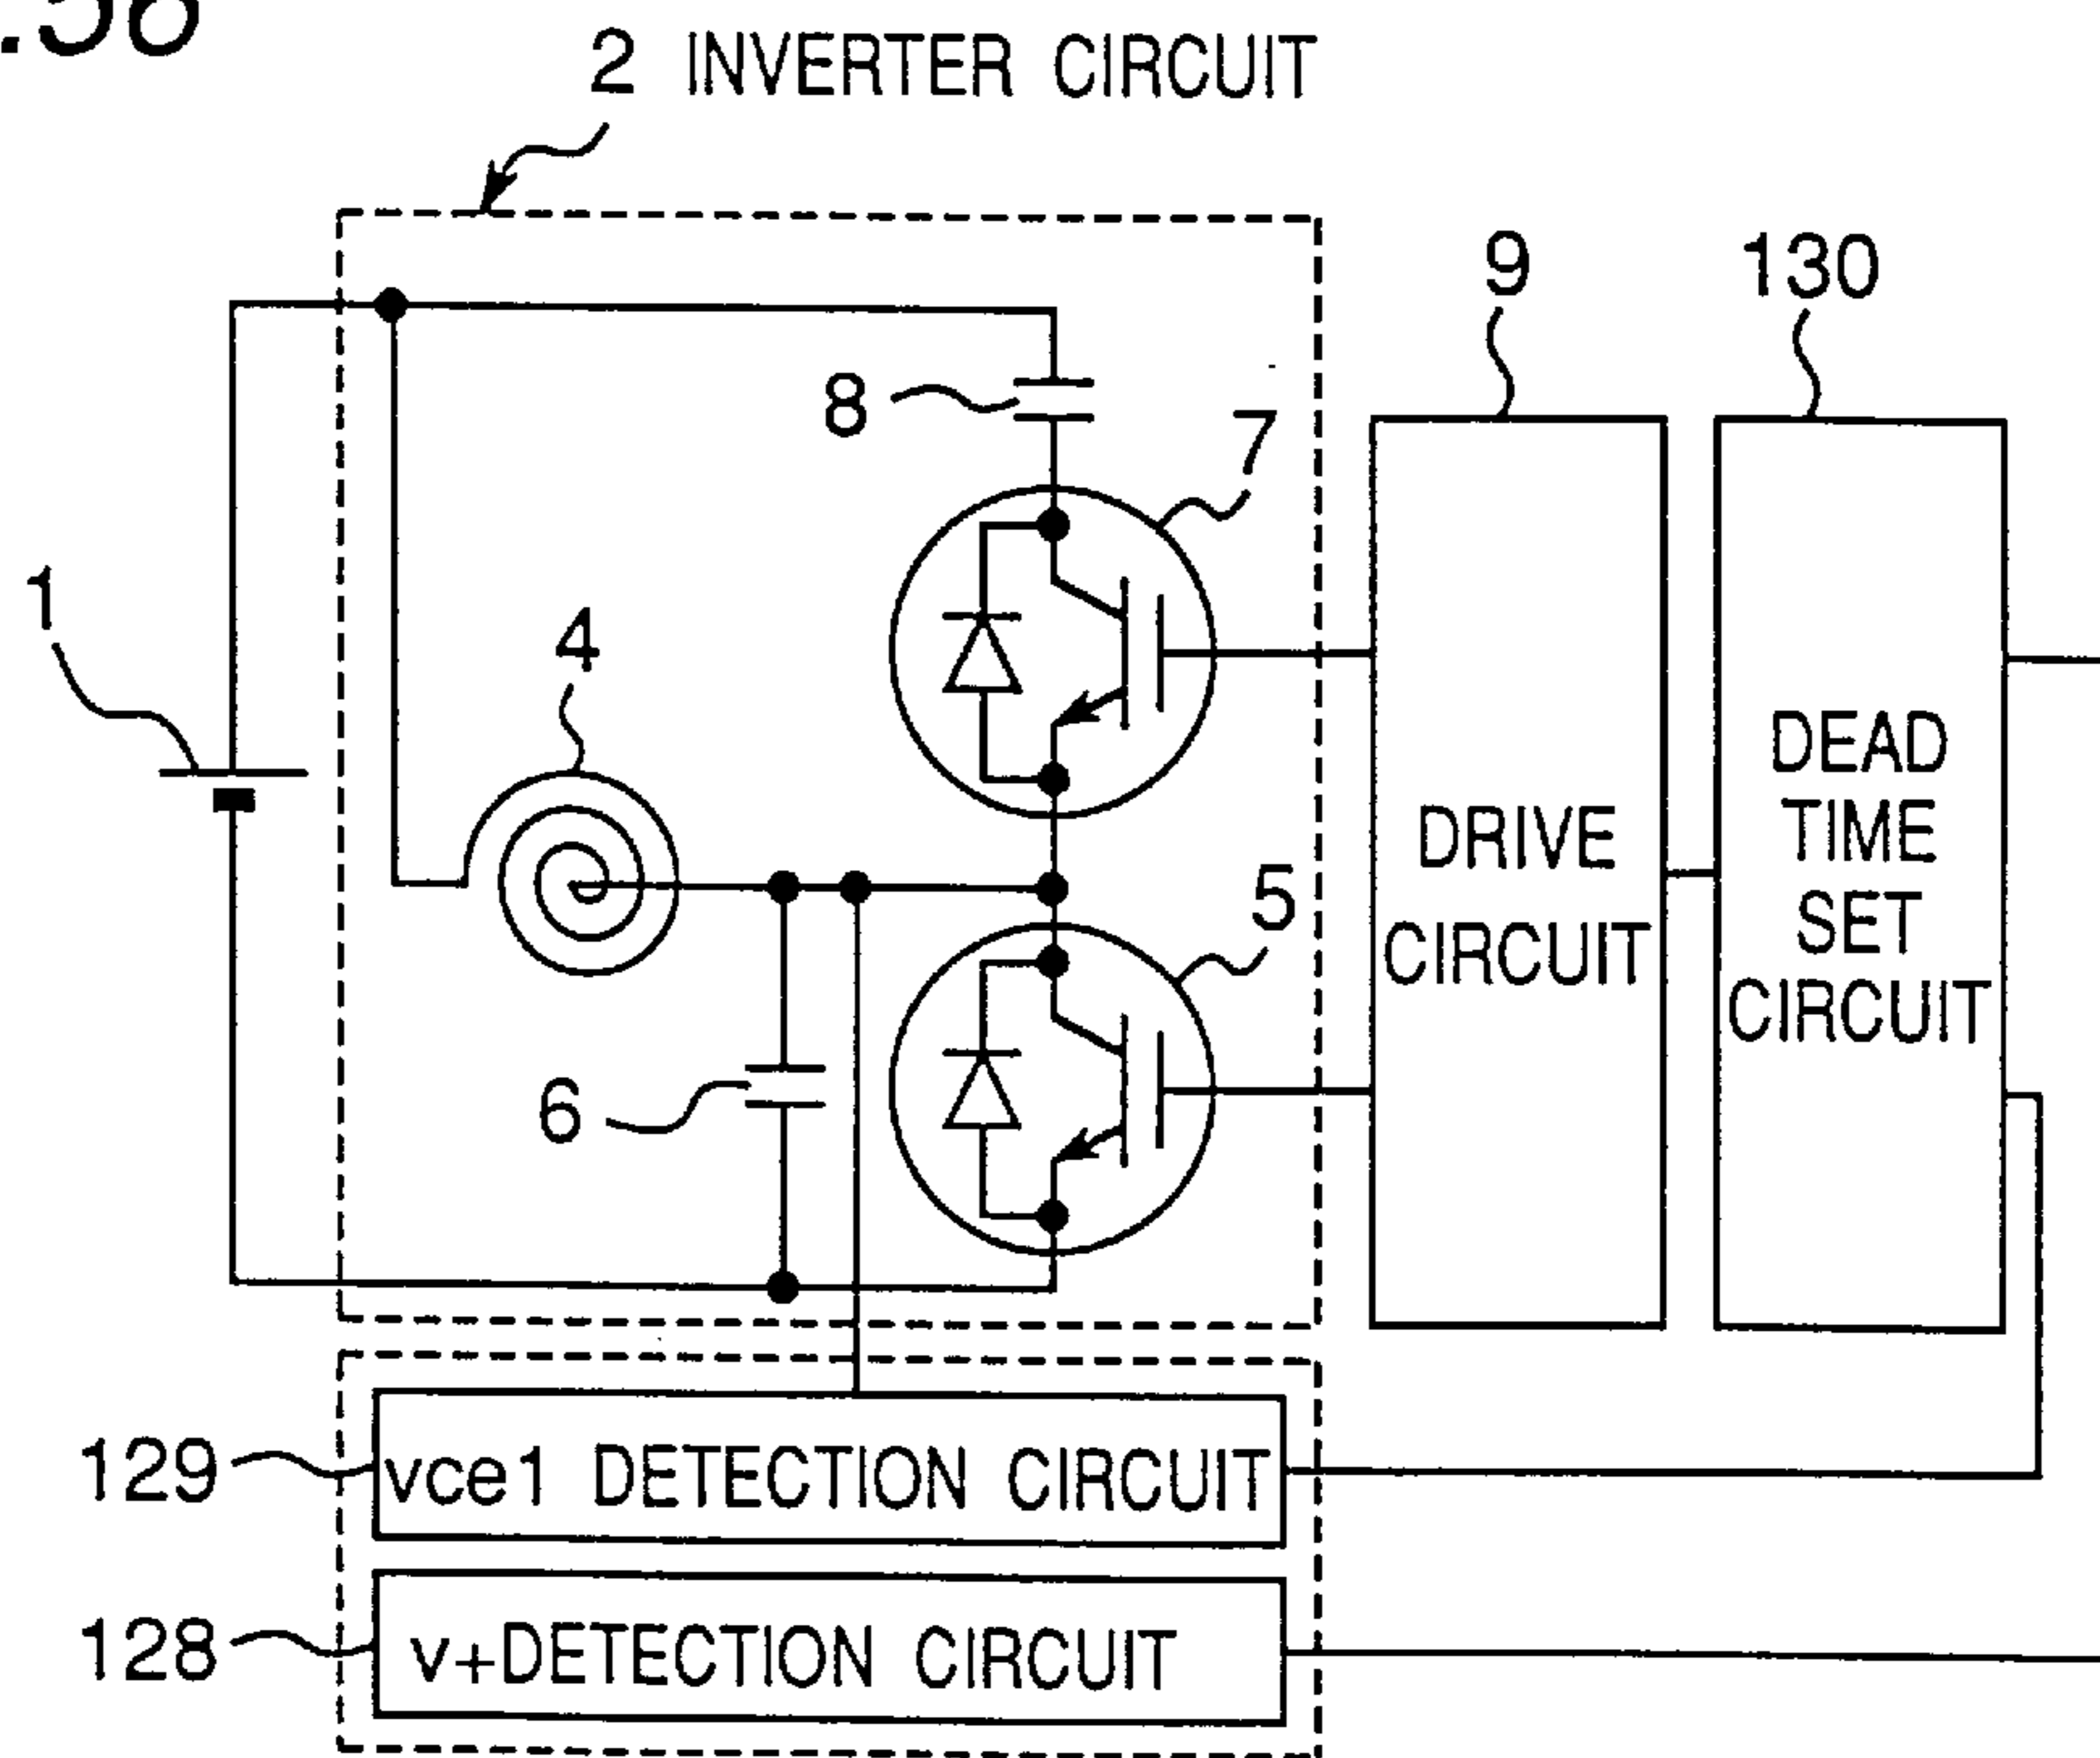 .58
2 INVERTER CIRCUIT
9
130
8
7
1
4
DEAD
TIME
SET
CIRCUIT
DRIVE
CIRCUIT
5
6
129
vce1 DETECTION CIRCUIT
128
v+DETECTION CIRCUIT